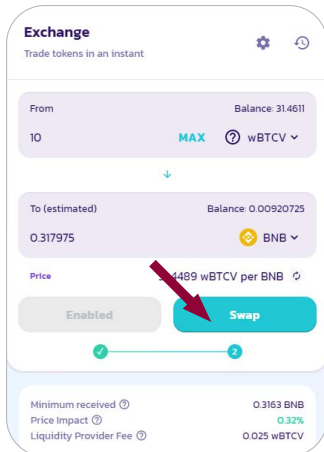 Exchange
Trade tokens in an instant
From Balance: 31.4611
10 MAX wBTCV
To (estimated) Balance: 0.00920725
0.317975 BNB
Price 4489 wBTCV per BNB
Enabled Swap
2
Minimum received 0.3163 BNB
Price Impact 0.32%
Liquidity Provider Fee 0.025 wBTCV